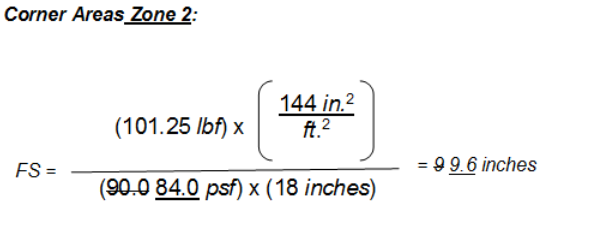 Corner Areas Zone 2:
144 in.²
(101.25 lbf) x
ft.²
FS =
= 9 9.6 inches
(90.0 84.0 psf) x (18 inches)